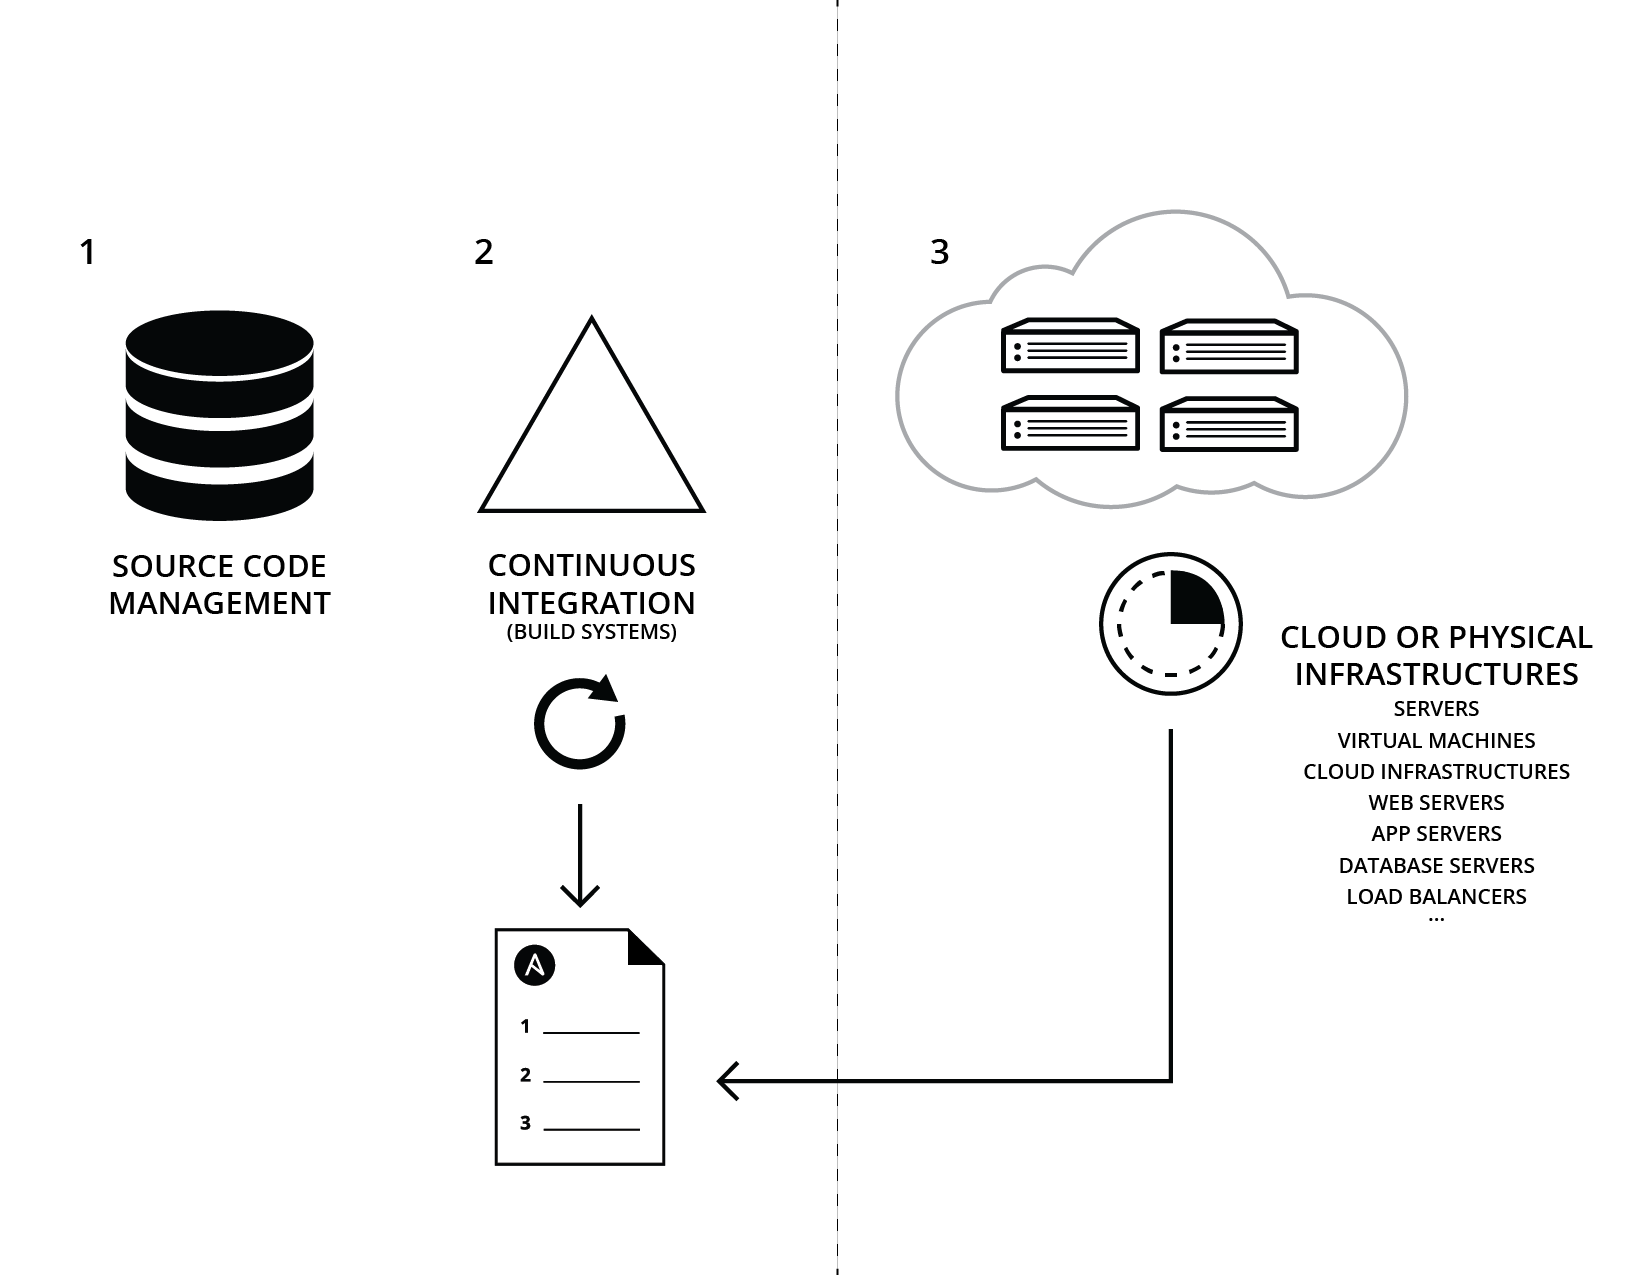 1
SOURCE CODE
MANAGEMENT
2
CONTINUOUS
INTEGRATION
(BUILD SYSTEMS)
A
1
2
3
3
CLOUD OR PHYSICAL
INFRASTRUCTURES
SERVERS
VIRTUAL MACHINES
CLOUD INFRASTRUCTURES
WEB SERVERS
APP SERVERS
DATABASE SERVERS
LOAD BALANCERS
...